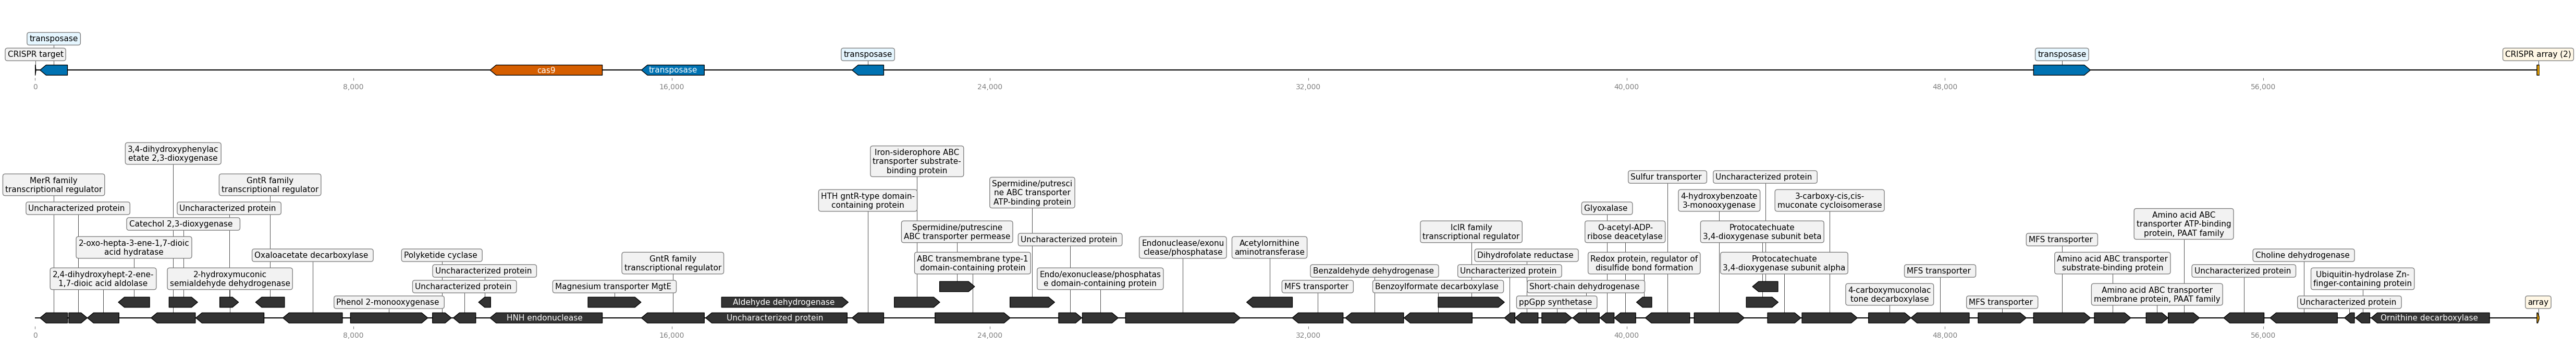 transposase
transposase
transposase
CRISPR target
CRISPR array (2)
cas9
transposase
0
8,000
16,000
24,000
32,000
40,000
48,000
56,000
3,4-dihydroxyphenylac
etate 2,3-dioxygenase
Iron-siderophore ABC
transporter substrate-
binding protein
MerR family
transcriptional regulator
GntR family
transcriptional regulator
Spermidine/putresci
ne ABC transporter
ATP-binding protein
Sulfur transporter
Uncharacterized protein
HTH gntR-type domain-
containing protein
4-hydroxybenzoate
3-monooxygenase
3-carboxy-cis,cis-
muconate cycloisomerase
Uncharacterized protein
Uncharacterized protein
Glyoxalase
Amino acid ABC
transporter ATP-binding
protein, PAAT family
Catechol 2,3-dioxygenase
Spermidine/putrescine
ABC transporter permease
IclR family
transcriptional regulator
O-acetyl-ADP-
ribose deacetylase
Protocatechuate
3,4-dioxygenase subunit beta
2-oxo-hepta-3-ene-1,7-dioic
acid hydratase
Uncharacterized protein
Endonuclease/exonu
clease/phosphatase
Acetylornithine
aminotransferase
MFS transporter
Oxaloacetate decarboxylase
Polyketide cyclase
GntR family
transcriptional regulator
ABC transmembrane type-1
domain-containing protein
Dihydrofolate reductase
Redox protein, regulator of
disulfide bond formation
Protocatechuate
3,4-dioxygenase subunit alpha
Amino acid ABC transporter
substrate-binding protein
Choline dehydrogenase
2,4-dihydroxyhept-2-ene-
1,7-dioic acid aldolase
2-hydroxymuconic
semialdehyde dehydrogenase
Uncharacterized protein
Endo/exonuclease/phosphatas
e domain-containing protein
Benzaldehyde dehydrogenase
Uncharacterized protein
MFS transporter
Uncharacterized protein
Ubiquitin-hydrolase Zn-
finger-containing protein
Uncharacterized protein
Magnesium transporter MgtE
MFS transporter
Benzoylformate decarboxylase
Short-chain dehydrogenase
4-carboxymuconolac
tone decarboxylase
Amino acid ABC transporter
membrane protein, PAAT family
Phenol 2-monooxygenase
Aldehyde dehydrogenase
ppGpp synthetase
MFS transporter
Uncharacterized protein
array
HNH endonuclease
Uncharacterized protein
Ornithine decarboxylase
0
8,000
16,000
24,000
32,000
40,000
48,000
56,000